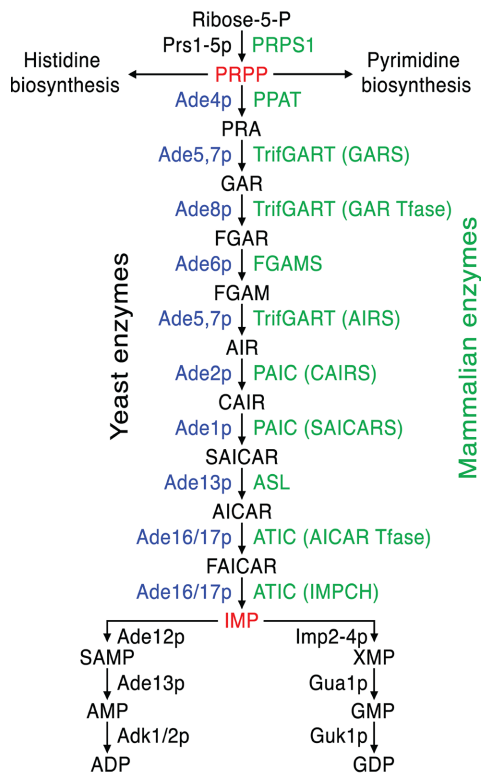 Ribose-5-P
Prs1-5p PRPS1
Histidine
biosynthesis
PRPP
Pyrimidine
biosynthesis
Ade4p PPAT
PRA
Ade5,7p TrifGART (GARS)
GAR
Ade8p TrifGART (GAR Tfase)
FGAR
Ade6p FGAMS
FGAM
Ade5,7p TrifGART (AIRS)
AIR
Ade2p PAIC (CAIRS)
CAIR
Ade1p PAIC (SAICARS)
SAICAR
Ade13p ASL
AICAR
Ade16/17p ATIC (AICAR Tfase)
FAICAR
Ade16/17p ATIC (IMPCH)
IMP
Yeast enzymes
Mammalian enzymes
Ade12p Imp2-4p
SAMP XMP
Ade13p Gua1p
AMP GMP
Adk1/2p Guk1p
ADP GDP